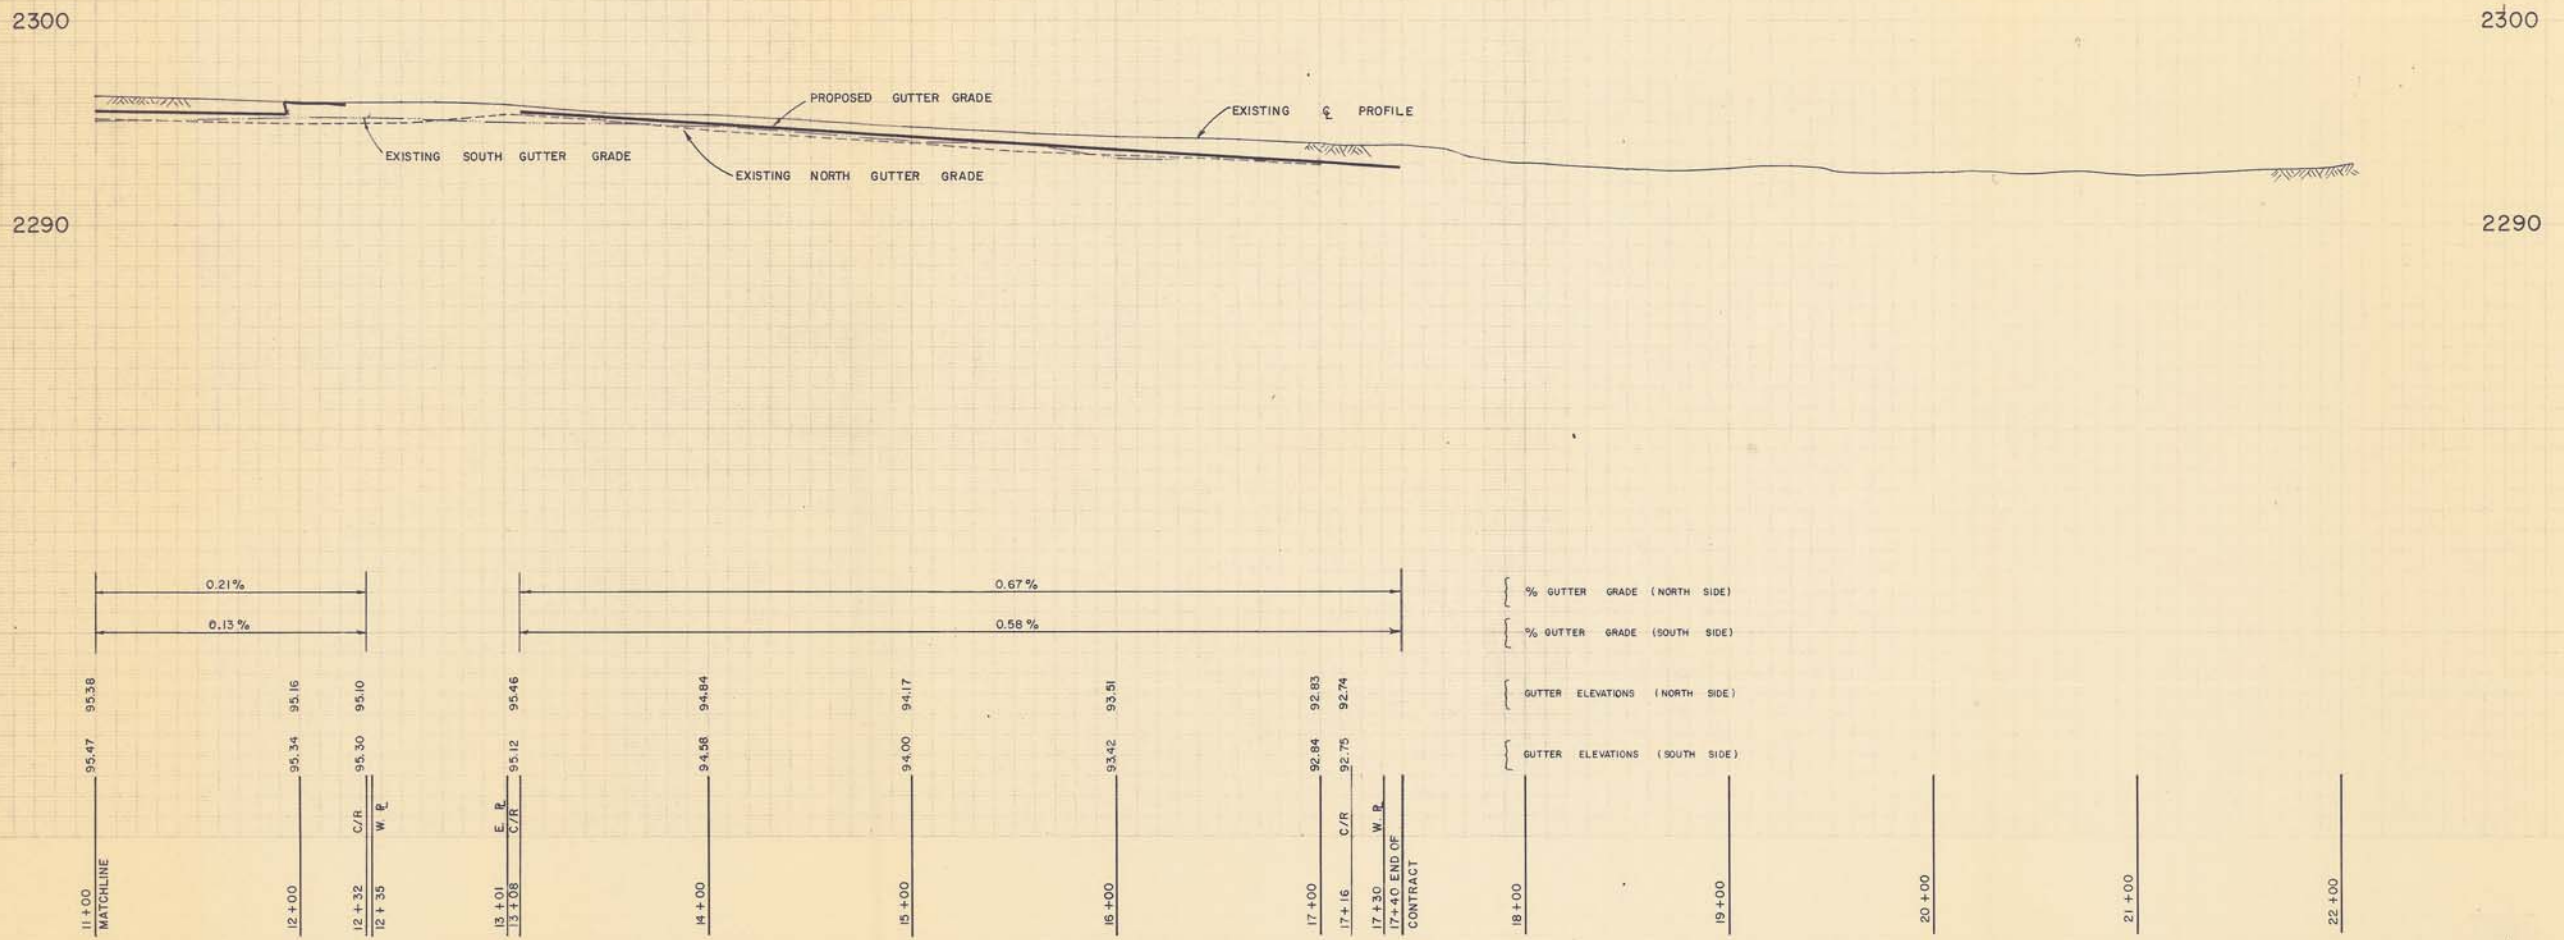 2300
2300
PROPOSED GUTTER GRADE
EXISTING ℄ PROFILE
EXISTING SOUTH GUTTER GRADE
EXISTING NORTH GUTTER GRADE
2290
2290
0.21%
0.67%
% GUTTER GRADE (NORTH SIDE)
0.13%
0.58%
% GUTTER GRADE (SOUTH SIDE)
95.38
95.16
95.10
95.46
94.84
94.17
93.51
92.83
92.74
GUTTER ELEVATIONS (NORTH SIDE)
95.47
95.34
95.30
95.12
94.58
94.00
93.42
92.84
92.75
GUTTER ELEVATIONS (SOUTH SIDE)
C/R
W. ⅊
E. ⅊
C/R
C/R
W. ⅊
11+00
MATCHLINE
12+00
12+32
12+35
13+01
13+08
14+00
15+00
16+00
17+00
17+16
17+30
17+40 END OF
CONTRACT
18+00
19+00
20+00
21+00
22+00